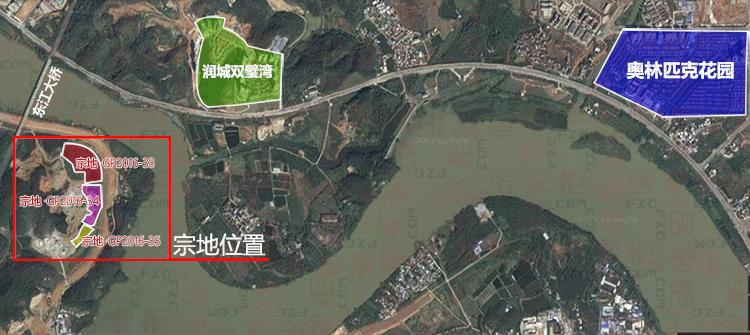 润城双璧湾
奥林匹克花园
东江大桥
宗地 GP2016-33
宗地 GP2016-34
宗地 GP2016-35
宗地位置